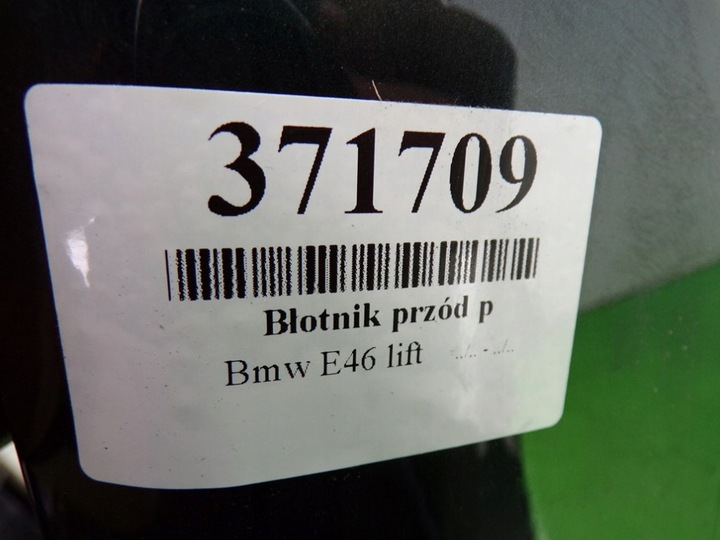 371709
Błotnik przód p
Bmw E46 lift ../.. - ../..